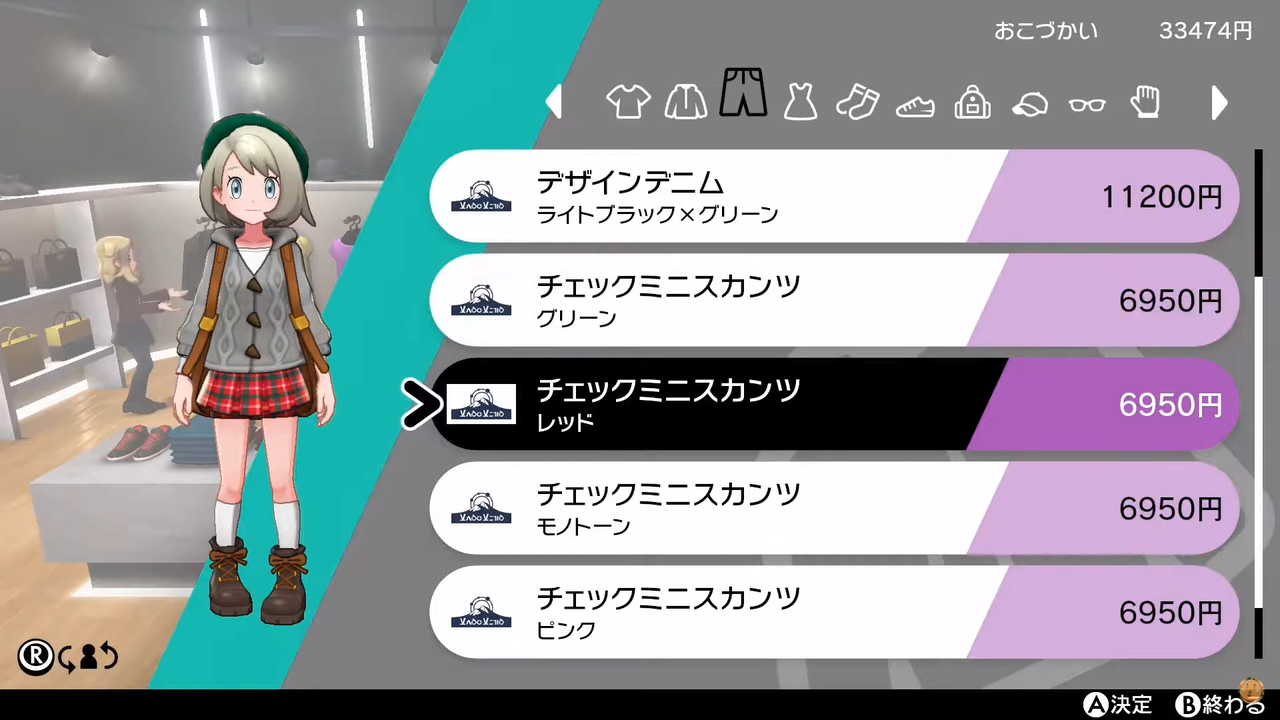 おこづかい 33474円
デザインデニム
ライトブラック×グリーン
11200円
チェックミニスカンツ
グリーン
6950円
チェックミニスカンツ
レッド
6950円
チェックミニスカンツ
モノトーン
6950円
チェックミニスカンツ
ピンク
6950円
R
A決定 B終わる